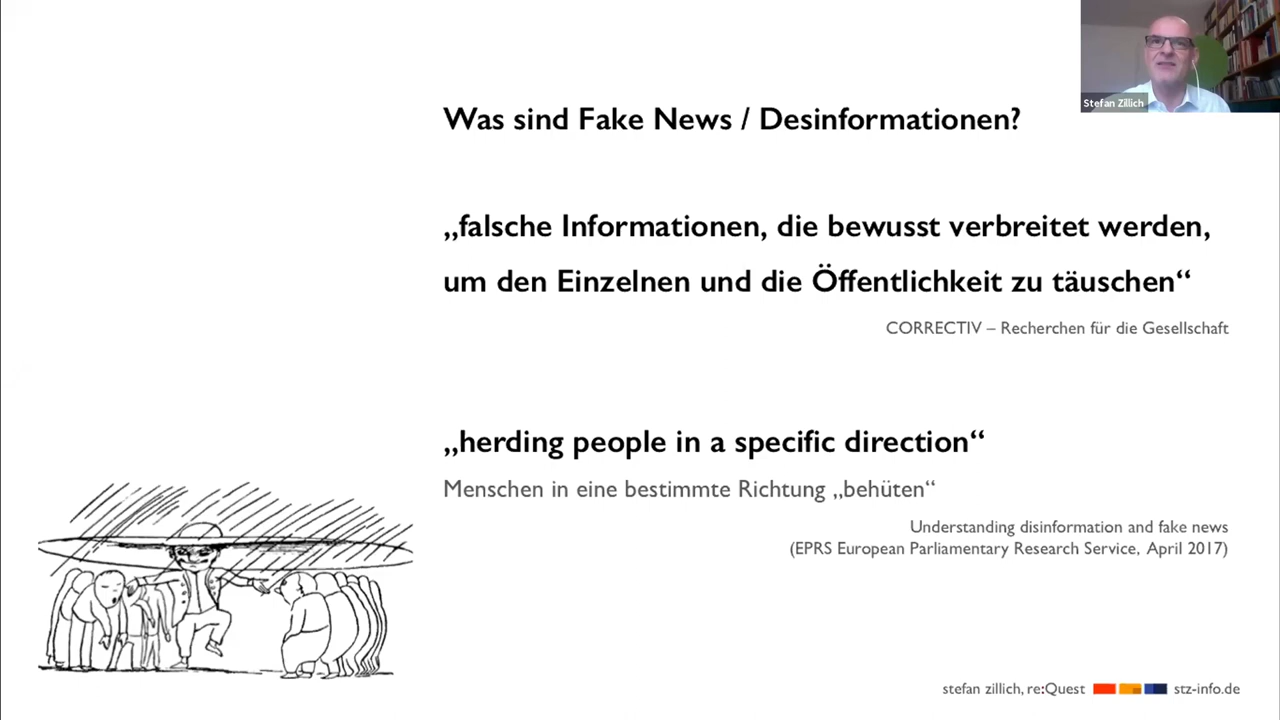 Stefan Zillich
Was sind Fake News / Desinformationen?
„falsche Informationen, die bewusst verbreitet werden,
um den Einzelnen und die Öffentlichkeit zu täuschen“
CORRECTIV – Recherchen für die Gesellschaft
„herding people in a specific direction“
Menschen in eine bestimmte Richtung „behüten“
Understanding disinformation and fake news
(EPRS European Parliamentary Research Service, April 2017)
stefan zillich, re:Quest stz-info.de